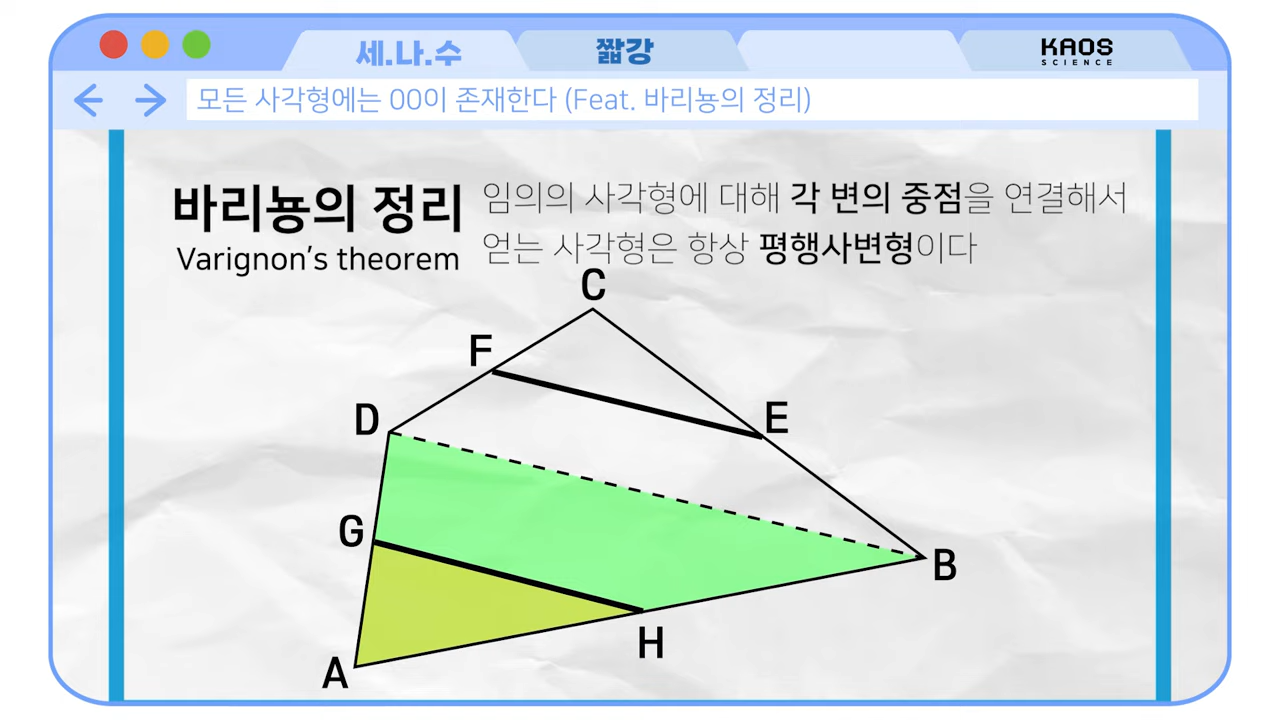 세.나.수
짧강
KAOS
SCIENCE
모든 사각형에는 00이 존재한다 (Feat. 바리뇽의 정리)
바리뇽의 정리
Varignon's theorem
임의의 사각형에 대해 각 변의 중점을 연결해서
얻는 사각형은 항상 평행사변형이다
C
F
D
E
G
B
H
A